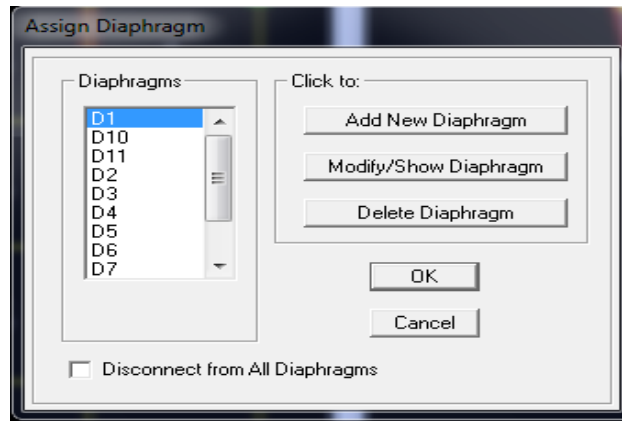 Assign Diaphragm
Diaphragms
D1
D10
D11
D2
D3
D4
D5
D6
D7
Click to:
Add New Diaphragm
Modify/Show Diaphragm
Delete Diaphragm
OK
Cancel
Disconnect from All Diaphragms